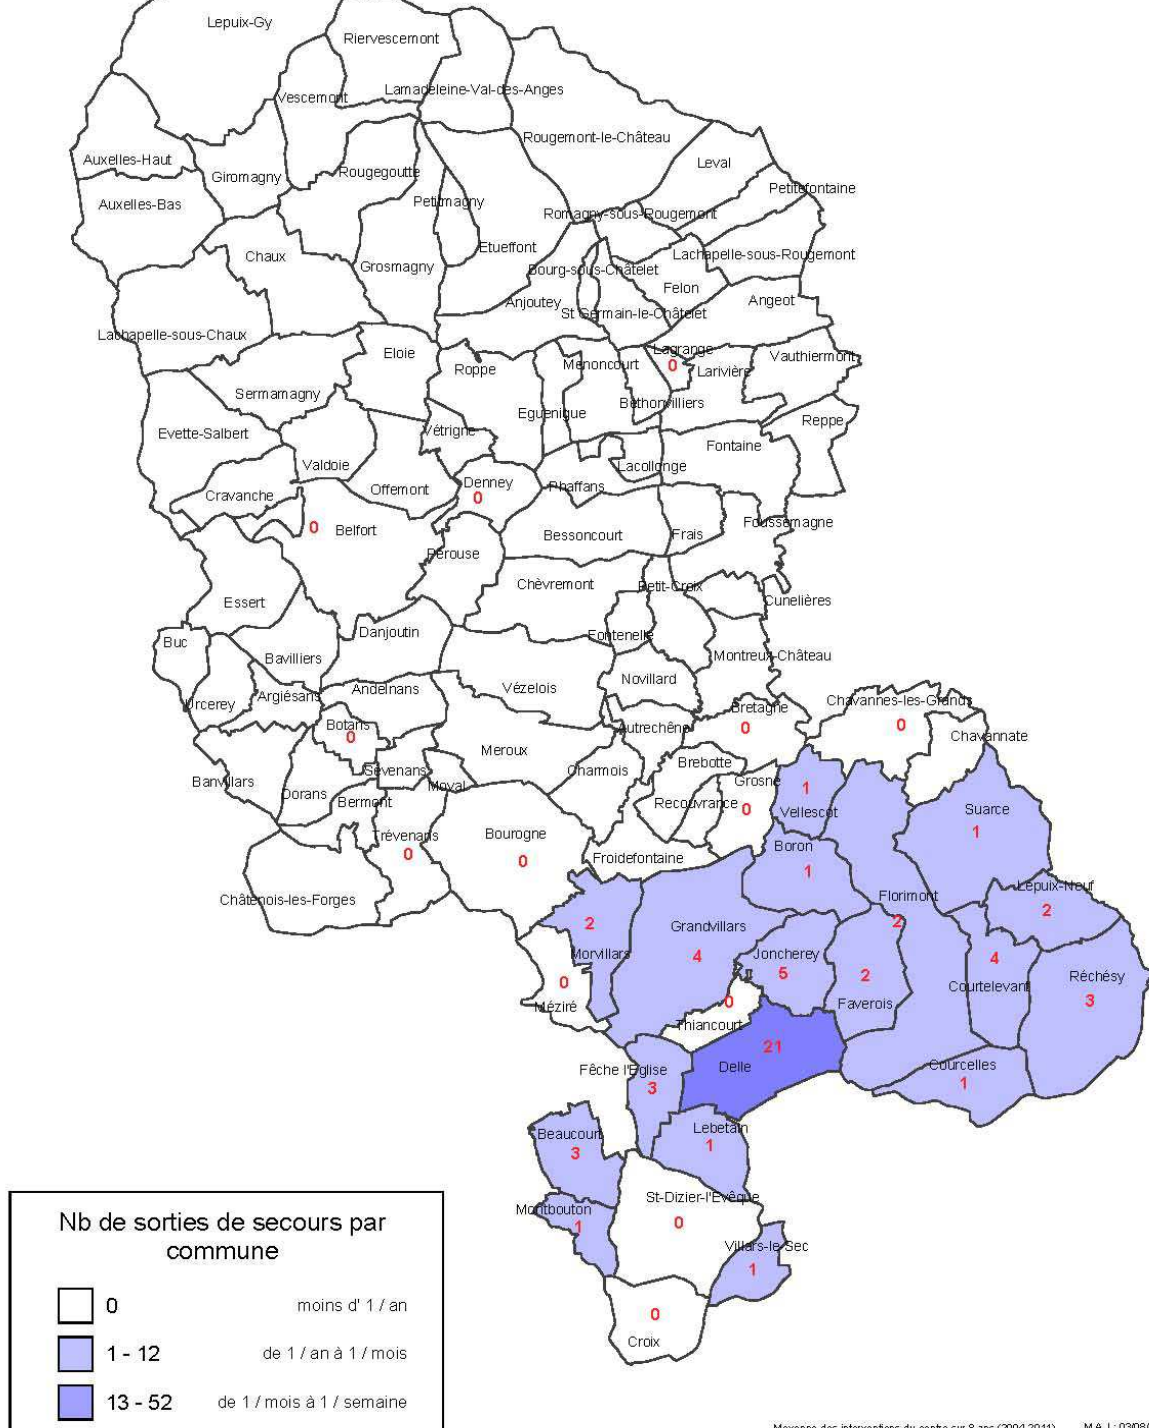 Lepuix-Gy
Riervescemont
Vescemont
Lamadeleine-Val-des-Anges
Rougemont-le-Château
Auxelles-Haut
Giromagny
Rougegoutte
Leval
Petitefontaine
Auxelles-Bas
Petitmagny
Romagny-sous-Rougemont
Etueffont
Chaux
Grosmagny
Bourg-sous-Châtelet
Lachapelle-sous-Rougemont
Felon
Anjoutey
St Germain-le-Châtelet
Angeot
Lachapelle-sous-Chaux
Eloie
Roppe
Menoncourt
Lagrange
0
Larivière
Vauthiermont
Sermamagny
Eguenigue
Bethonvilliers
Evette-Salbert
Vétrigne
Fontaine
Reppe
Valdoie
Lacollonge
Cravanche
Offemont
Denney
0
Phaffans
0
Belfort
Bessoncourt
Frais
Foussemagne
Pérouse
Chèvremont
Petit-Croix
Essert
Cunelières
Buc
Danjoutin
Fontenelle
Bavilliers
Montreux-Château
Urcerey
Argiésans
Andelnans
Vézelois
Novillard
Botans
0
Autrechêne
Bretagne
0
Chavannes-les-Grands
0
Chavannate
Banvillars
Sévenans
Meroux
Charmois
Brebotte
Dorans
Bermont
Moval
Recouvrance
Grosne
0
1
Vellescot
Suarce
1
Trévenans
0
Bourogne
0
Froidefontaine
Boron
1
Châtenois-les-Forges
Florimont
2
Lepuix-Neuf
2
2
Morvillars
Grandvillars
4
Joncherey
5
2
Faverois
4
Courtelevant
Réchésy
3
0
Méziré
0
Thiancourt
21
Delle
Fêche l'Eglise
3
Courcelles
1
Beaucourt
3
Lebetain
1
Montbouton
1
St-Dizier-l'Evêque
0
Villars-le-Sec
1
0
Croix
Nb de sorties de secours par
commune
0 moins d' 1 / an
1 - 12 de 1 / an à 1 / mois
13 - 52 de 1 / mois à 1 / semaine